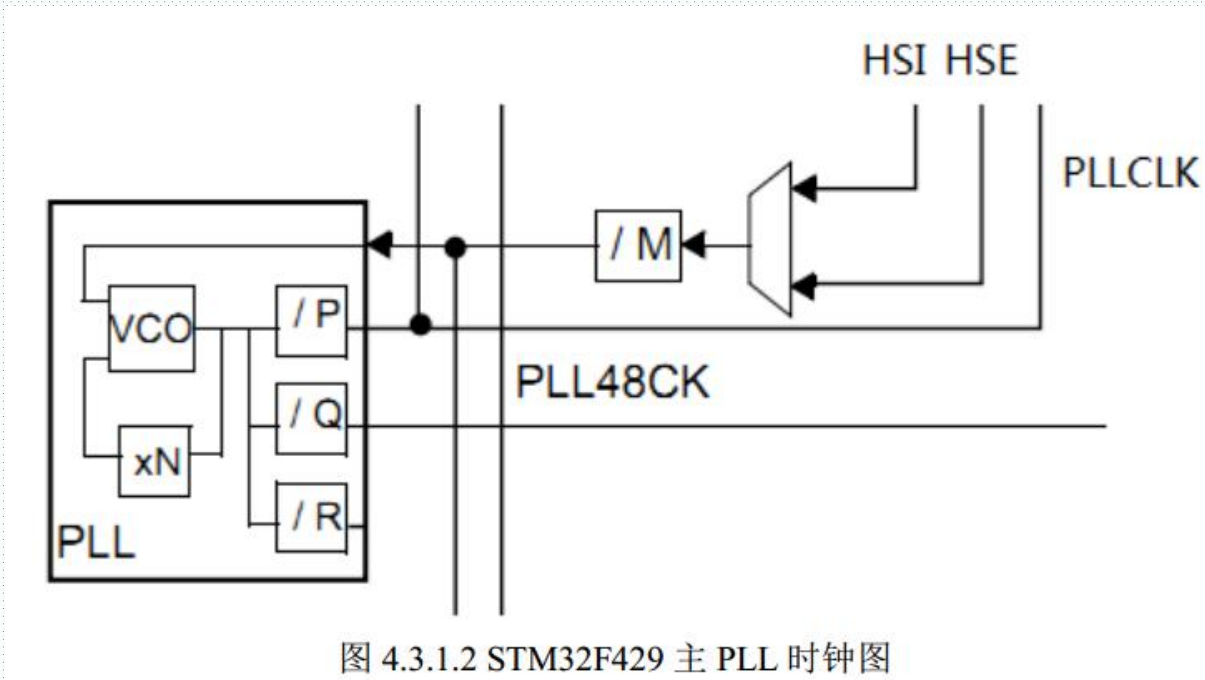 HSI HSE
PLLCLK
/ M
VCO
/ P
PLL48CK
/ Q
xN
/ R
PLL
图 4.3.1.2 STM32F429 主 PLL 时钟图